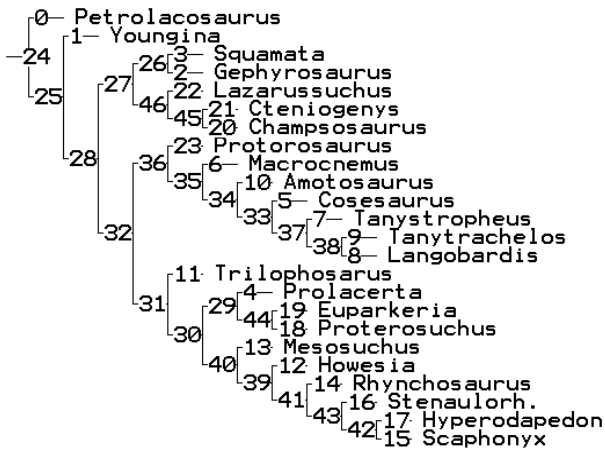 0 Petrolacosaurus
1 Youngina
24
3 Squamata
26
2 Gephyrosaurus
27
22 Lazarussuchus
25
46
21 Cteniogenys
45
20 Champsosaurus
23 Protorosaurus
28
36
6 Macrocnemus
35
10 Amotosaurus
34
5 Cosesaurus
33
7 Tanystropheus
32
37
9 Tanytrachelos
38
8 Langobardis
11 Trilophosarus
4 Prolacerta
31
29
19 Euparkeria
44
18 Proterosuchus
30
13 Mesosuchus
40
12 Howesia
39
14 Rhynchosaurus
41
16 Stenaulorh.
43
17 Hyperodapedon
42
15 Scaphonyx